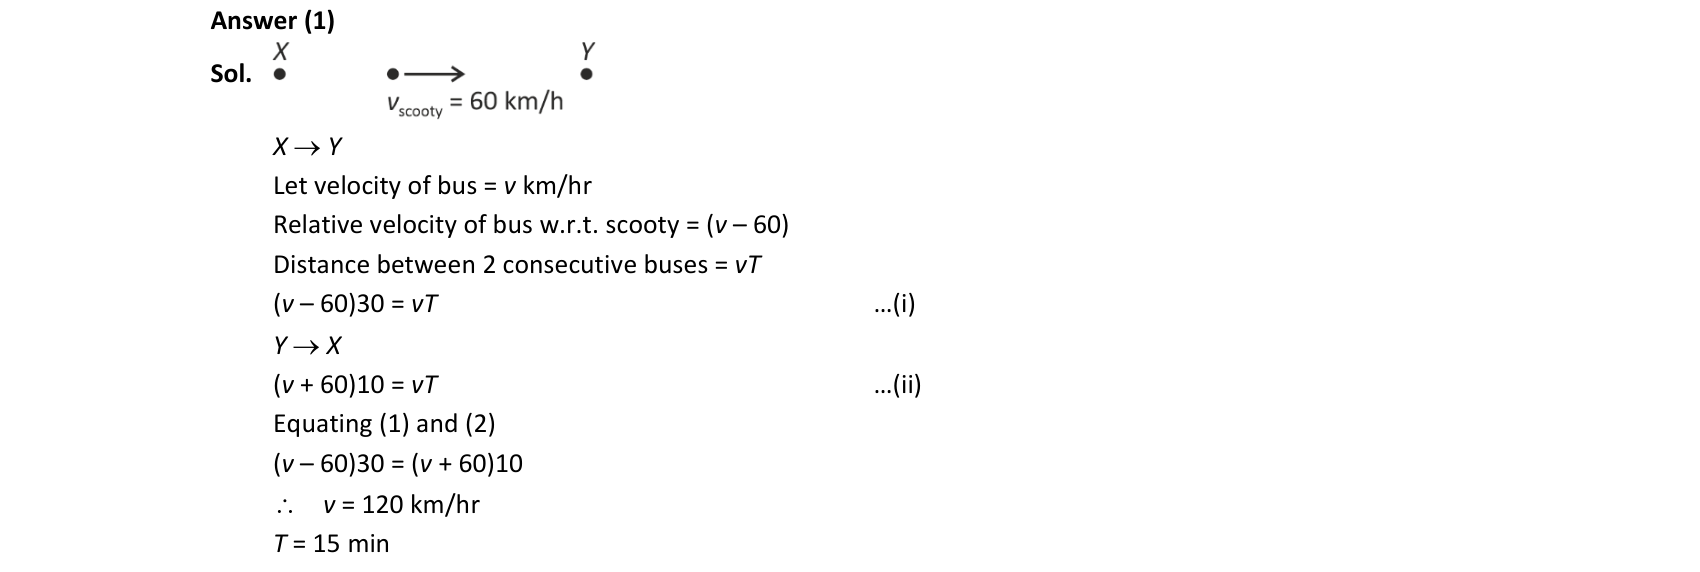 Answer (1)
X Y
Sol.
vscooty = 60 km/h
X → Y
Let velocity of bus = v km/hr
Relative velocity of bus w.r.t. scooty = (v – 60)
Distance between 2 consecutive buses = vT
(v – 60)30 = vT ...(i)
Y → X
(v + 60)10 = vT ...(ii)
Equating (1) and (2)
(v – 60)30 = (v + 60)10
∴ v = 120 km/hr
T = 15 min